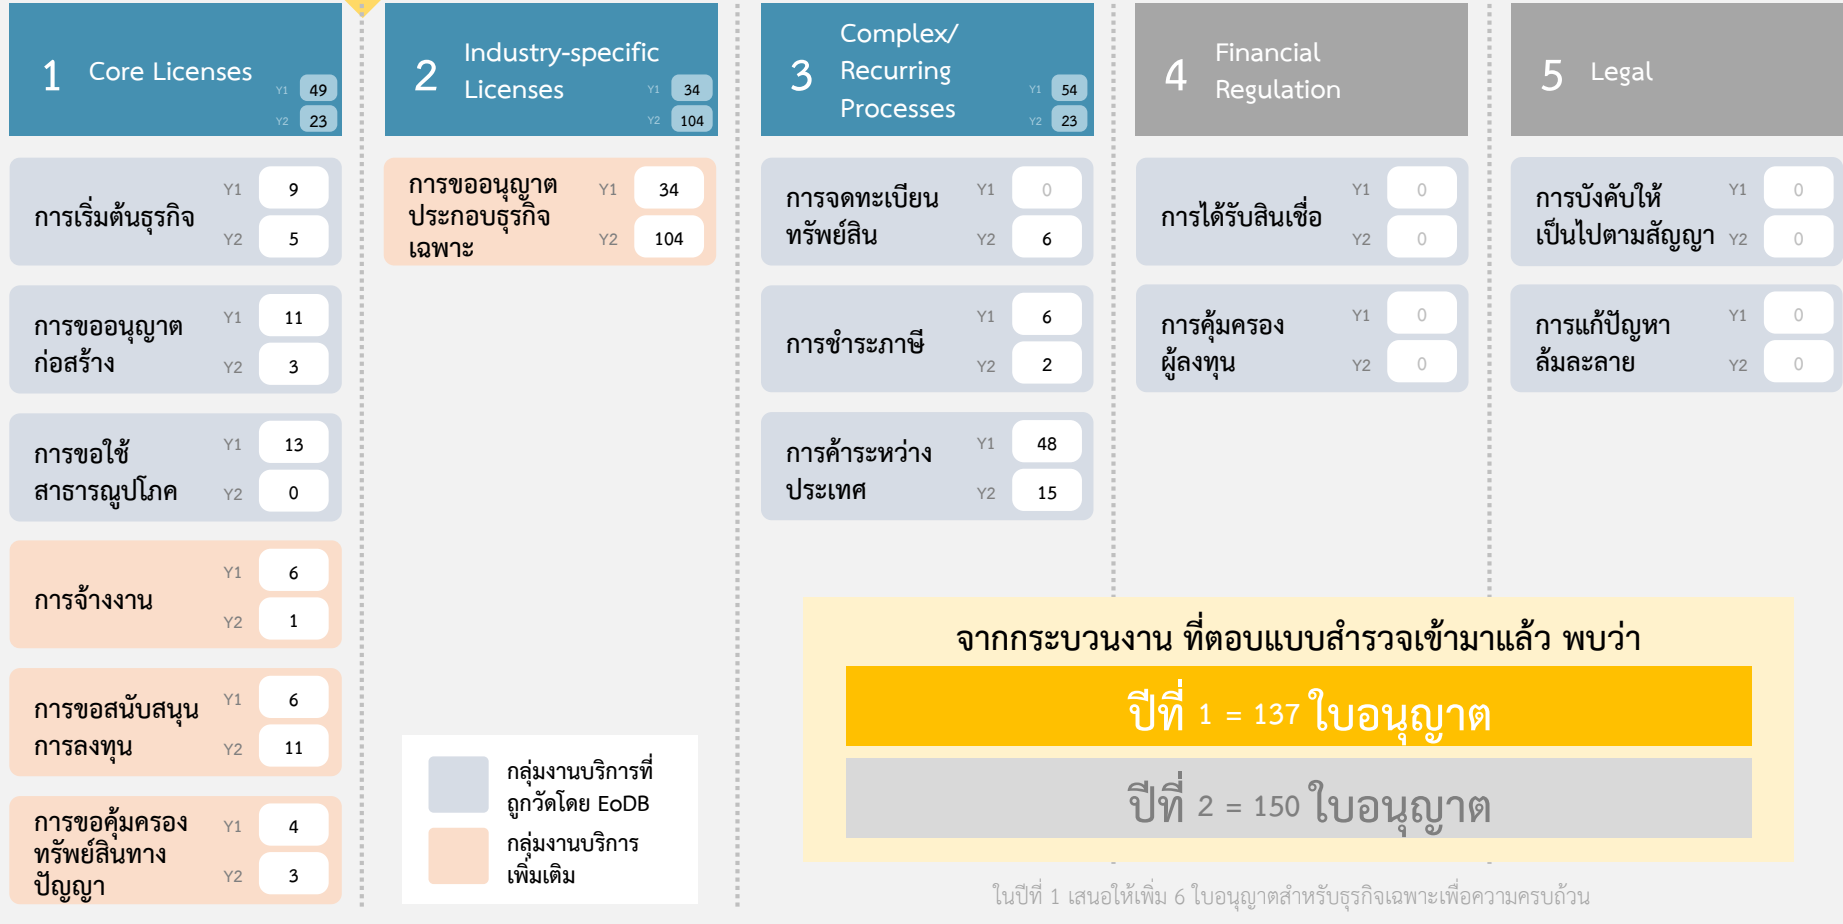 1 Core Licenses
Y1 49
Y2 23
การเริ่มต้นธุรกิจ
Y1 9
Y2 5
การขออนุญาต
ก่อสร้าง
Y1 11
Y2 3
การขอใช้
สาธารณูปโภค
Y1 13
Y2 0
การจ้างงาน
Y1 6
Y2 1
การขอสนับสนุน
การลงทุน
Y1 6
Y2 11
การขอคุ้มครอง
ทรัพย์สินทาง
ปัญญา
Y1 4
Y2 3
2 Industry-specific
Licenses
Y1 34
Y2 104
การขออนุญาต
ประกอบธุรกิจ
เฉพาะ
Y1 34
Y2 104
กลุ่มงานบริการที่
ถูกวัดโดย EoDB
กลุ่มงานบริการ
เพิ่มเติม
3 Complex/
Recurring
Processes
Y1 54
Y2 23
การจดทะเบียน
ทรัพย์สิน
Y1 0
Y2 6
การชำระภาษี
Y1 6
Y2 2
การค้าระหว่าง
ประเทศ
Y1 48
Y2 15
4 Financial
Regulation
การได้รับสินเชื่อ
Y1 0
Y2 0
การคุ้มครอง
ผู้ลงทุน
Y1 0
Y2 0
5 Legal
การบังคับให้
เป็นไปตามสัญญา
Y1 0
Y2 0
การแก้ปัญหา
ล้มละลาย
Y1 0
Y2 0
จากกระบวนงาน ที่ตอบแบบสำรวจเข้ามาแล้ว พบว่า
ปีที่ 1 = 137 ใบอนุญาต
ปีที่ 2 = 150 ใบอนุญาต
ในปีที่ 1 เสนอให้เพิ่ม 6 ใบอนุญาตสำหรับธุรกิจเฉพาะเพื่อความครบถ้วน